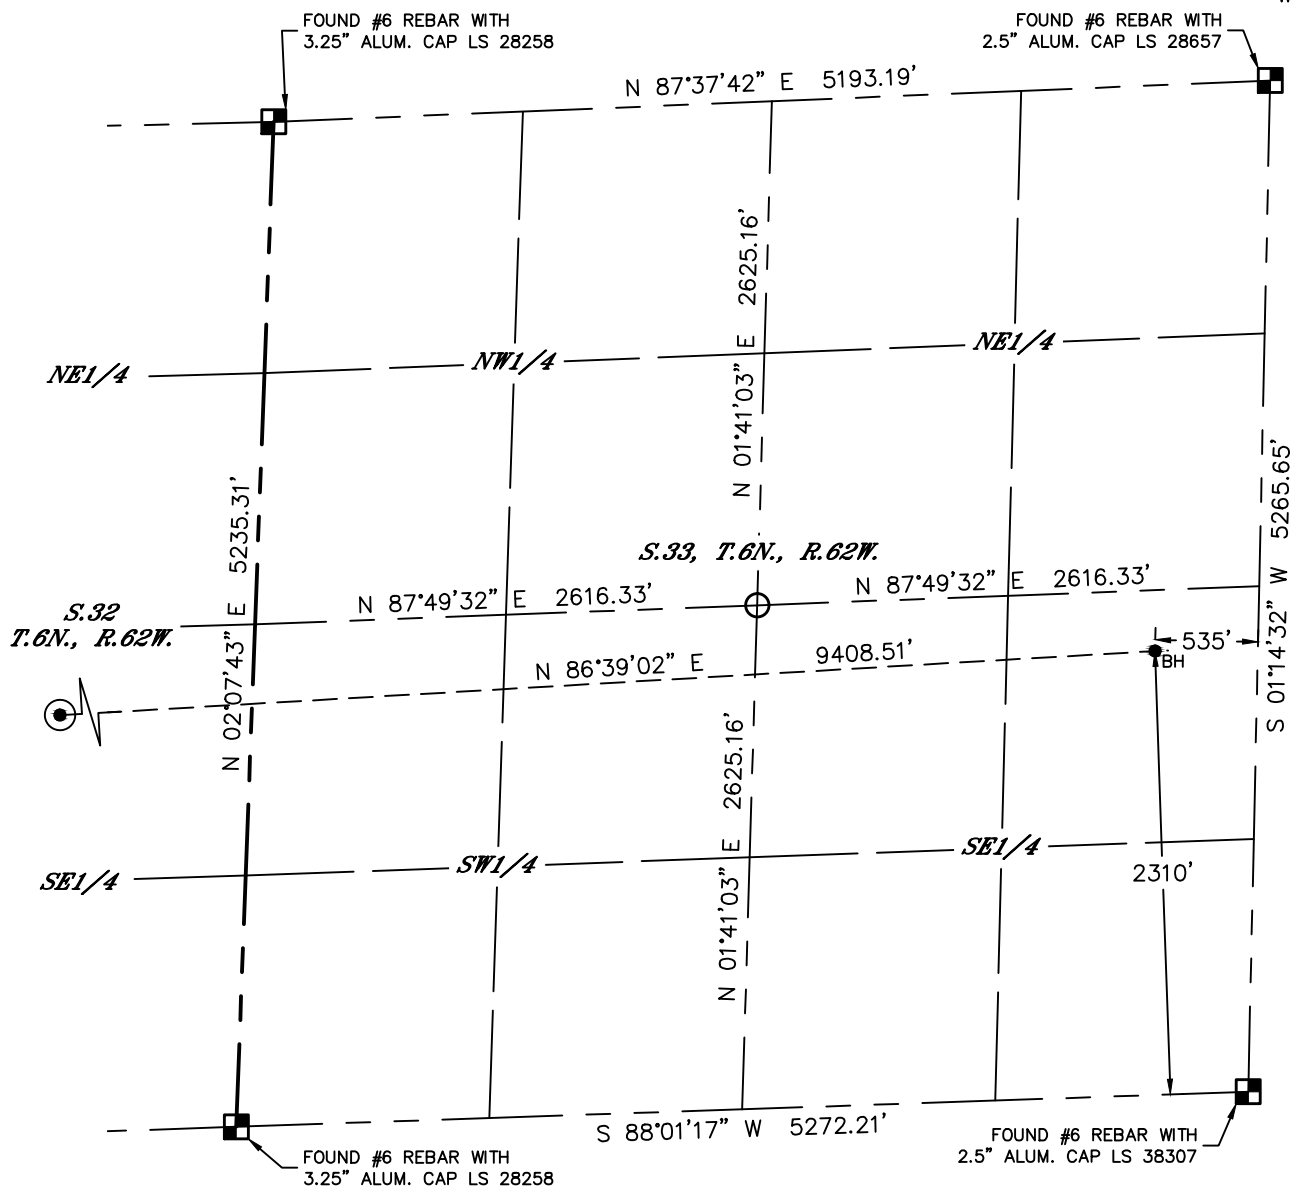 FOUND #6 REBAR WITH
3.25" ALUM. CAP LS 28258
FOUND #6 REBAR WITH
2.5" ALUM. CAP LS 28657
N 87°37'42" E 5193.19'
N 01°41'03" E 2625.16'
NE1/4
NW1/4
NE1/4
N 02°07'43" E 5235.31'
S 01°14'32" W 5265.65'
S.33, T.6N., R.62W.
S.32
T.6N., R.62W.
N 87°49'32" E 2616.33'
N 87°49'32" E 2616.33'
535'
BH
N 86°39'02" E 9408.51'
N 01°41'03" E 2625.16'
SE1/4
SW1/4
SE1/4
2310'
S 88°01'17" W 5272.21'
FOUND #6 REBAR WITH
3.25" ALUM. CAP LS 28258
FOUND #6 REBAR WITH
2.5" ALUM. CAP LS 38307